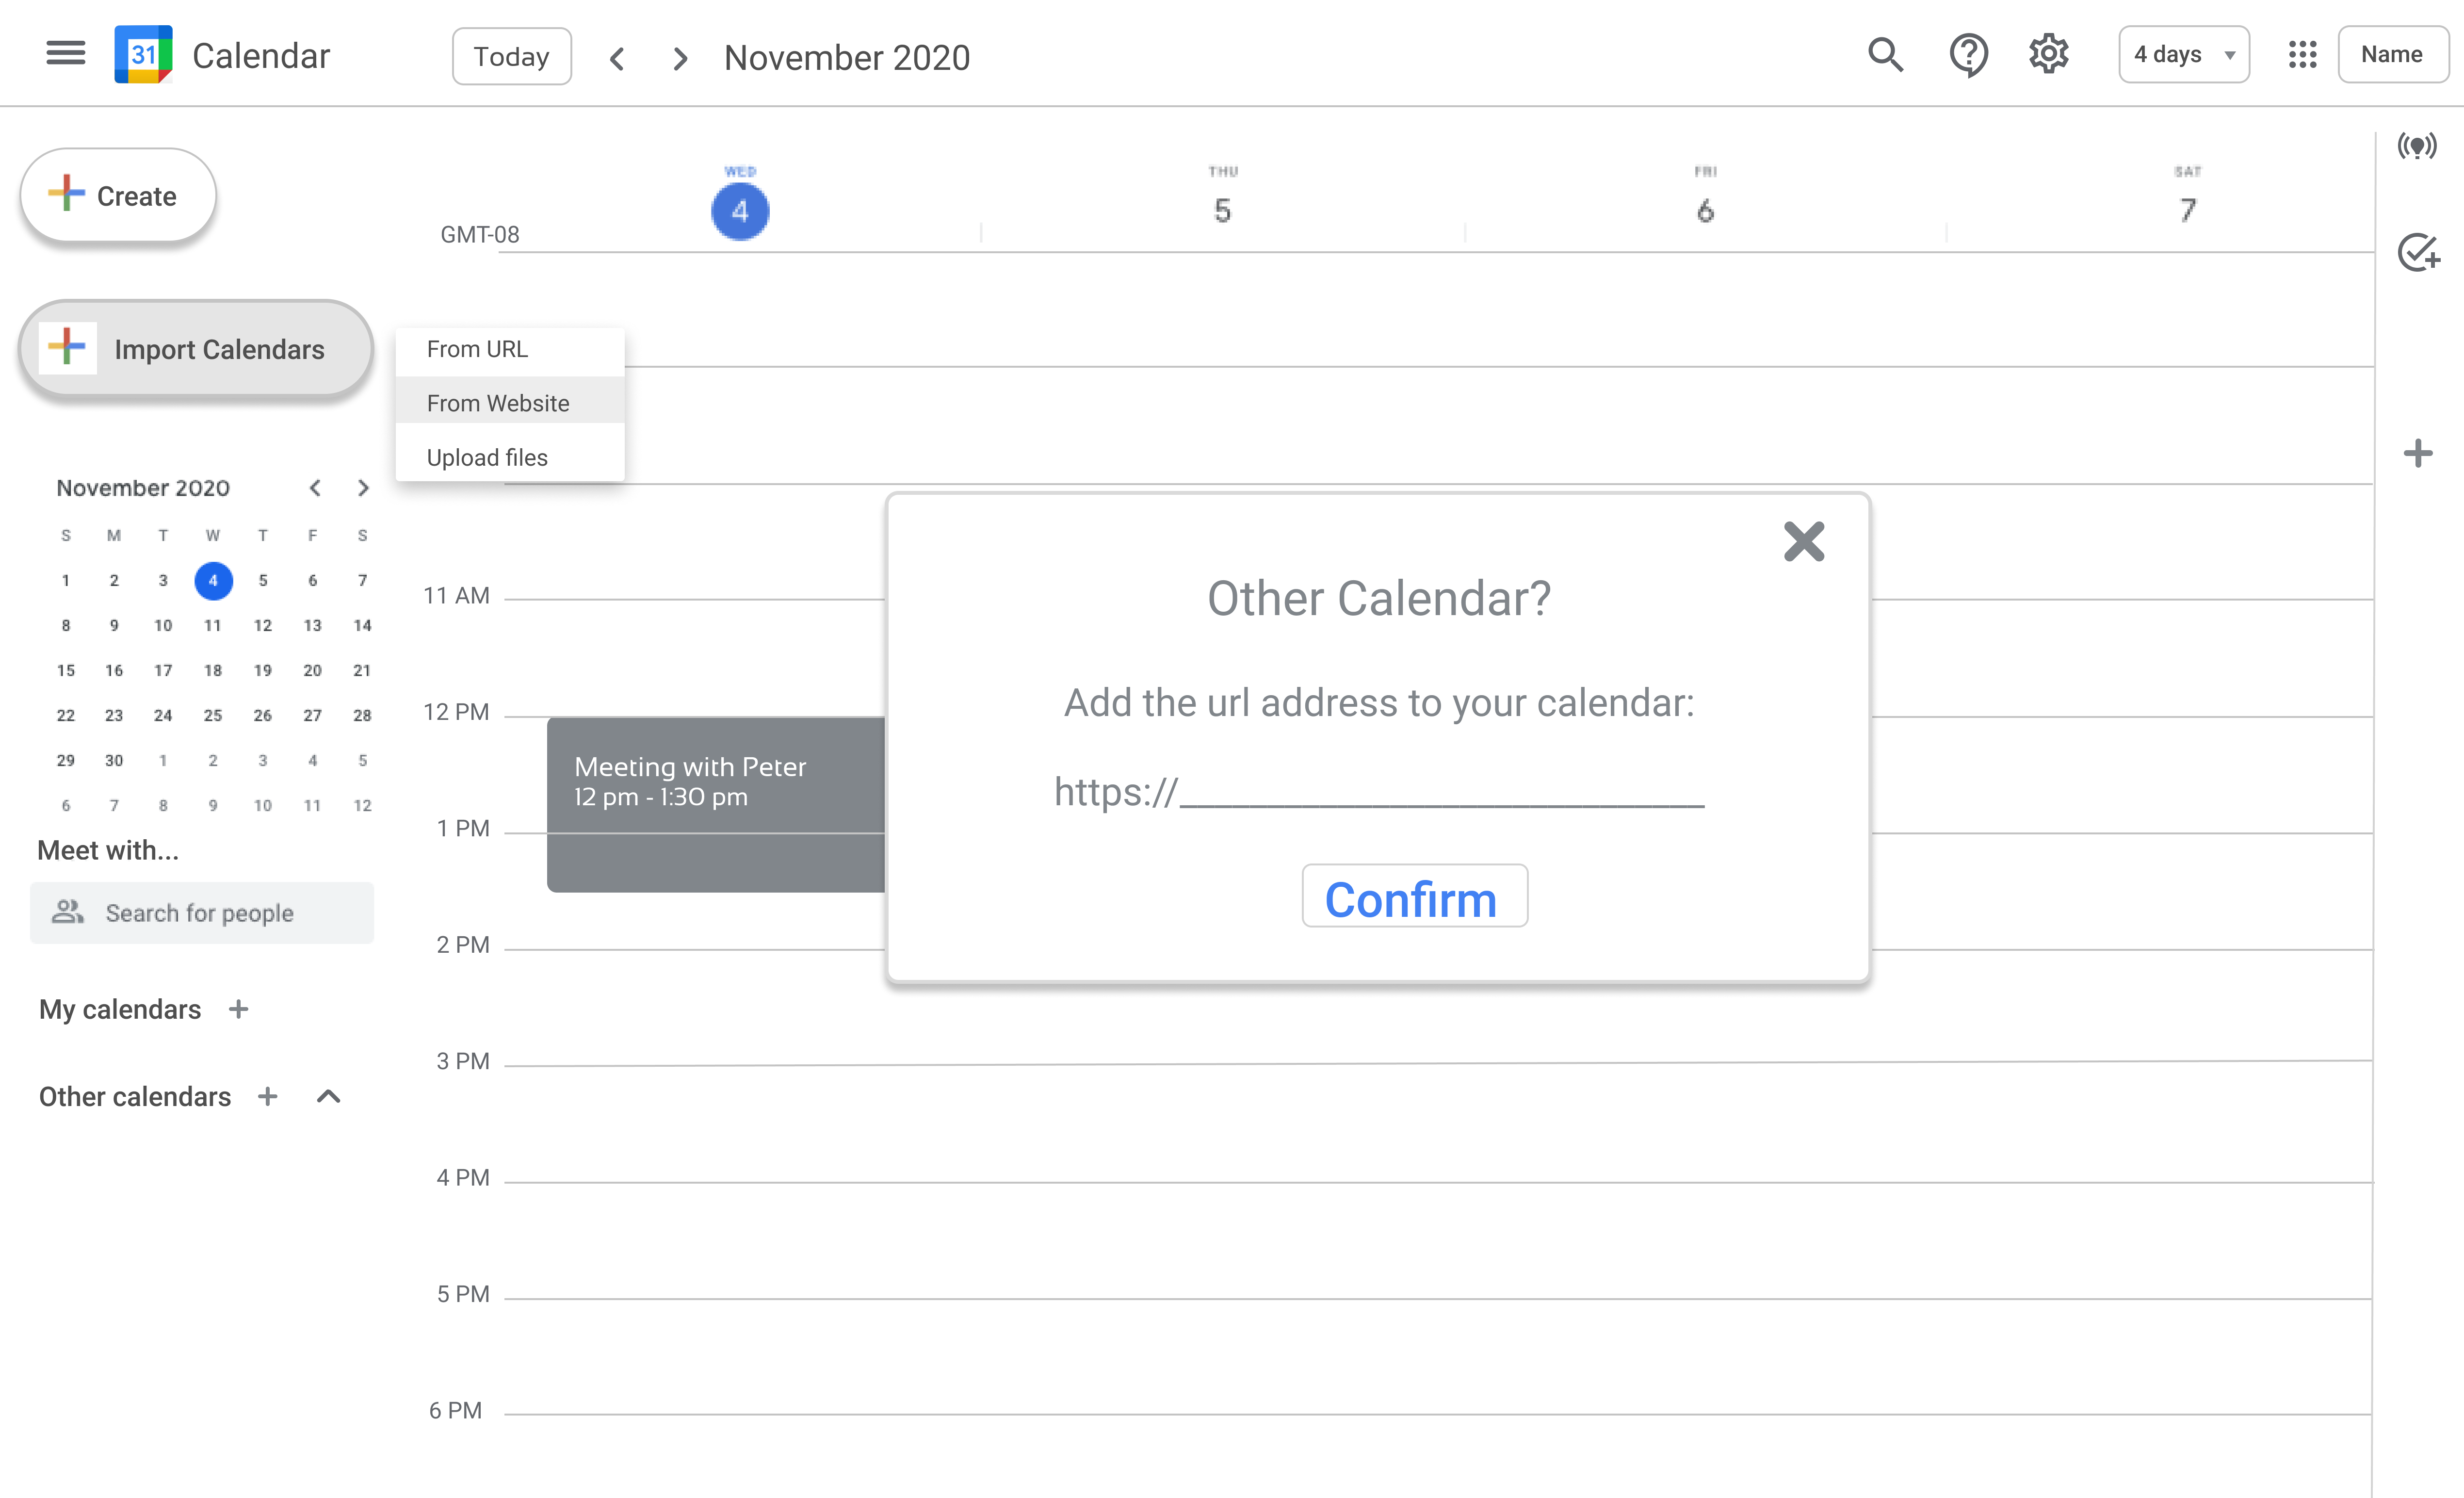 31 Calendar
Today
November 2020
4 days
Name
Create
WED THU FRI SAT
4 5 6 7
GMT-08
Import Calendars
From URL
From Website
Upload files
November 2020
S M T W T F S
1 2 3 4 5 6 7
8 9 10 11 12 13 14
15 16 17 18 19 20 21
22 23 24 25 26 27 28
29 30 1 2 3 4 5
6 7 8 9 10 11 12
Meet with...
Search for people
My calendars
Other calendars
11 AM
12 PM
1 PM
2 PM
3 PM
4 PM
5 PM
6 PM
Meeting with Peter
12 pm - 1:30 pm
Other Calendar?
Add the url address to your calendar:
https://________________________
Confirm